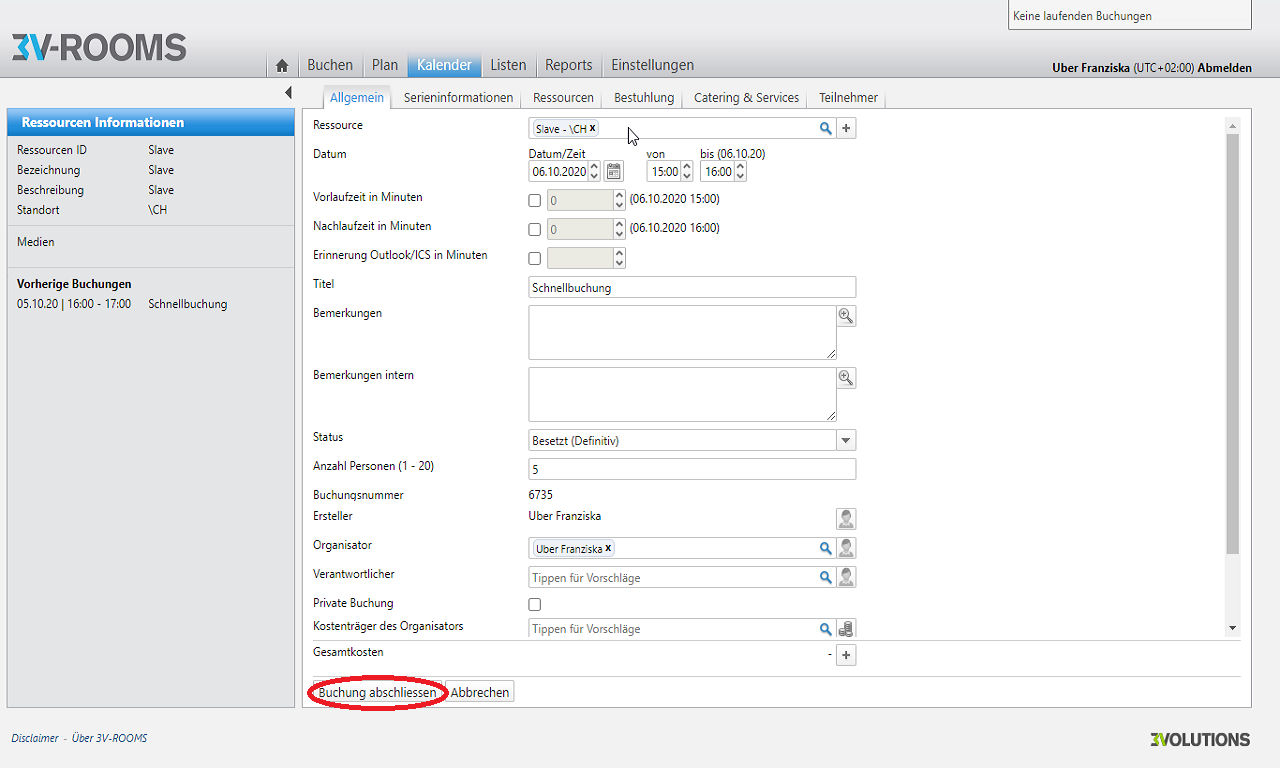 Keine laufenden Buchungen
3V-ROOMS
Buchen Plan Kalender Listen Reports Einstellungen
Uber Franziska (UTC+02:00) Abmelden
Allgemein Serieninformationen Ressourcen Bestuhlung Catering & Services Teilnehmer
Ressourcen Informationen
Ressourcen ID Slave
Bezeichnung Slave
Beschreibung Slave
Standort \CH
Medien
Vorherige Buchungen
05.10.20 | 16:00 - 17:00 Schnellbuchung
Ressource Slave - \CH x
Datum Datum/Zeit von bis (06.10.20)
06.10.2020 15:00 16:00
Vorlaufzeit in Minuten 0 (06.10.2020 15:00)
Nachlaufzeit in Minuten 0 (06.10.2020 16:00)
Erinnerung Outlook/ICS in Minuten
Titel Schnellbuchung
Bemerkungen
Bemerkungen intern
Status Besetzt (Definitiv)
Anzahl Personen (1 - 20) 5
Buchungsnummer 6735
Ersteller Uber Franziska
Organisator Uber Franziska x
Verantwortlicher Tippen für Vorschläge
Private Buchung
Kostenträger des Organisators Tippen für Vorschläge
Gesamtkosten -
Buchung abschliessen Abbrechen
Disclaimer - Über 3V-ROOMS
3VOLUTIONS